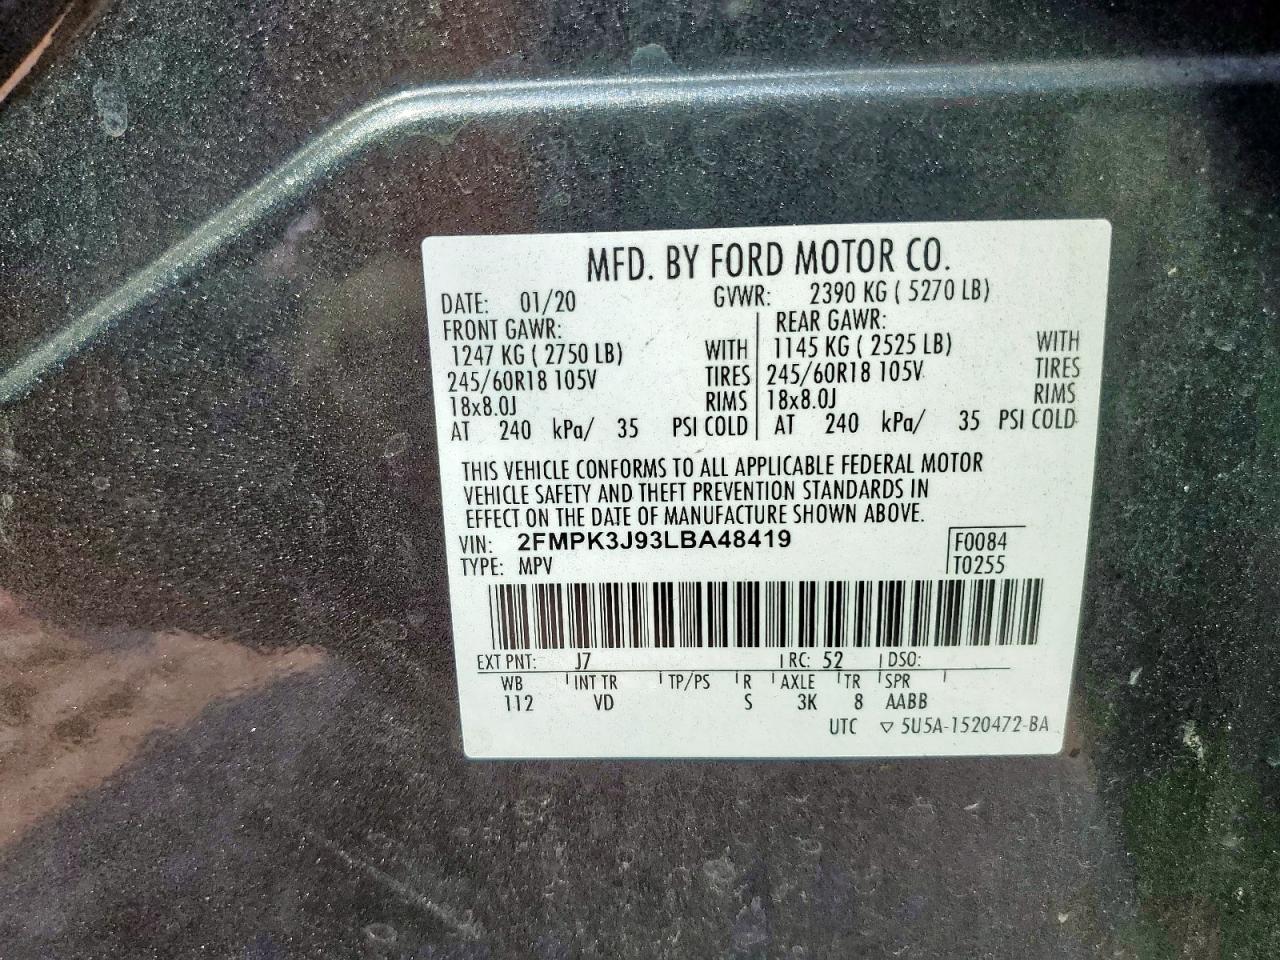 MFD. BY FORD MOTOR CO.
DATE: 01/20 GVWR: 2390 KG ( 5270 LB)
FRONT GAWR: REAR GAWR:
1247 KG ( 2750 LB) WITH 1145 KG ( 2525 LB) WITH
245/60R18 105V TIRES 245/60R18 105V TIRES
18x8.0J RIMS 18x8.0J RIMS
AT 240 kPa/ 35 PSI COLD AT 240 kPa/ 35 PSI COLD
THIS VEHICLE CONFORMS TO ALL APPLICABLE FEDERAL MOTOR
VEHICLE SAFETY AND THEFT PREVENTION STANDARDS IN
EFFECT ON THE DATE OF MANUFACTURE SHOWN ABOVE.
VIN: 2FMPK3J93LBA48419 F0084
TYPE: MPV T0255
EXT PNT: J7 RC: 52 DSO:
WB INT TR TP/PS R AXLE TR SPR
112 VD S 3K 8 AABB
UTC ▽ 5U5A-1520472-BA